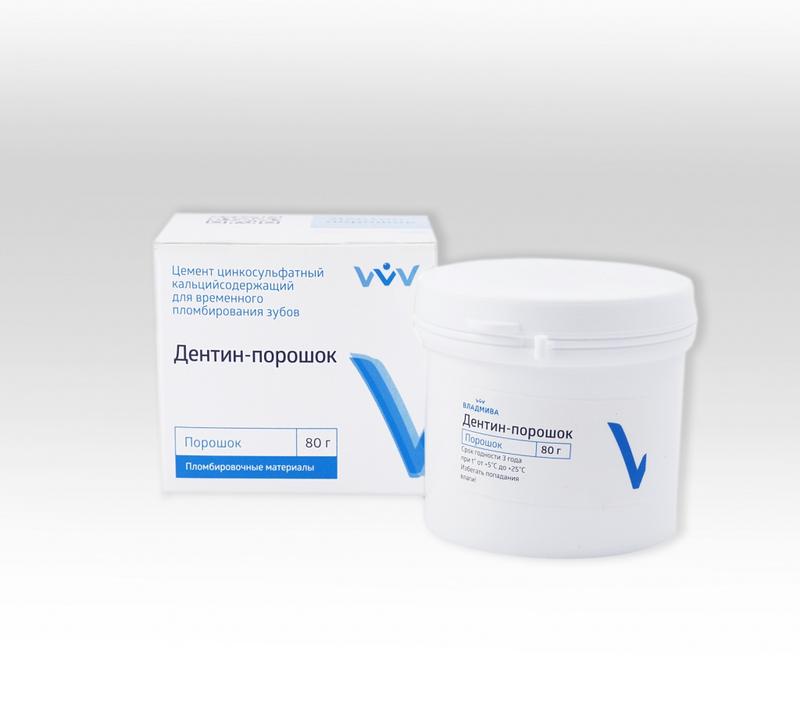 Цемент цинкосульфатный
кальцийсодержащий
для временного
пломбирования зубов
Дентин-порошок
Порошок
80 г
Пломбировочные материалы
ВЛАДМИВА
Дентин-порошок
Порошок
80 г
Срок годности 3 года
при t° от +5°C до +25°C
Избегать попадания
влаги!